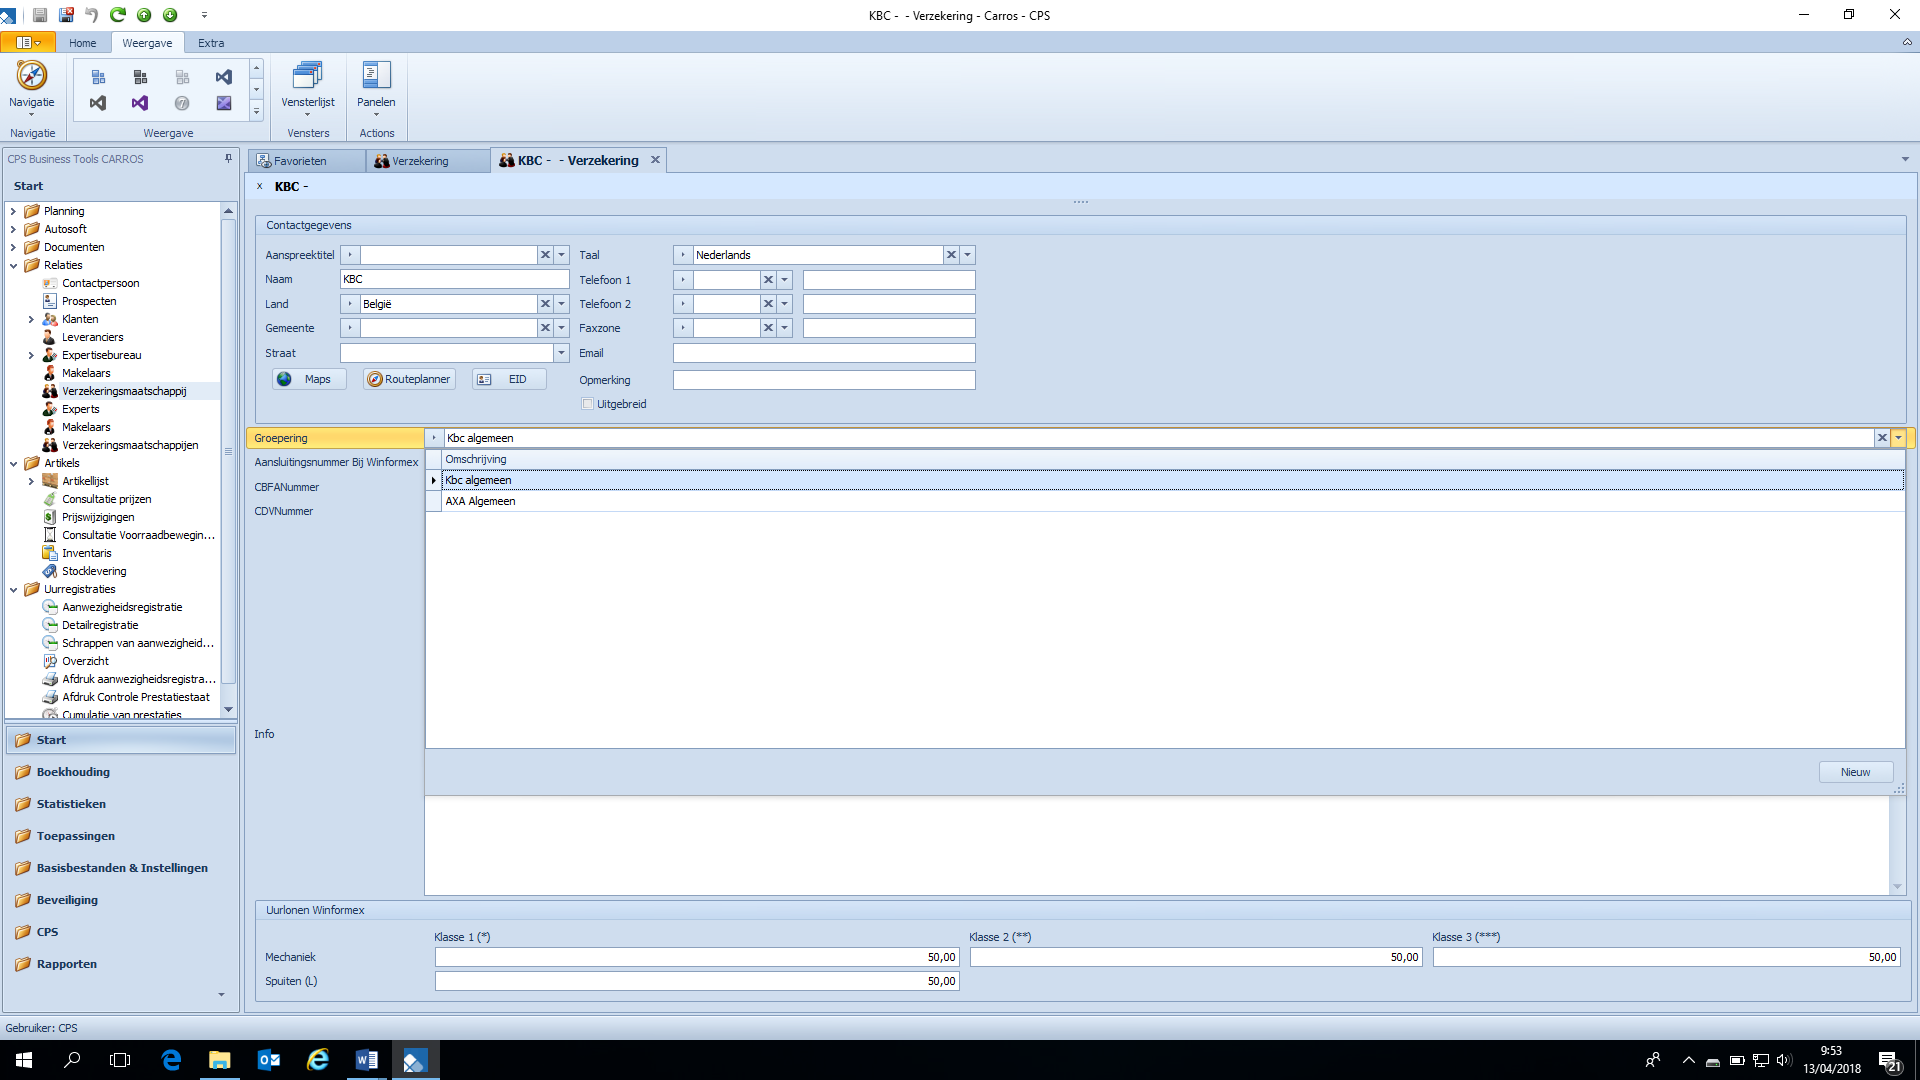 KBC -  - Verzekering - Carros - CPS
Home Weergave Extra
Navigatie Vensterlijst Panelen
Navigatie Weergave Vensters Actions
CPS Business Tools CARROS
Start
Planning
Autosoft
Documenten
Relaties
Contactpersoon
Prospecten
Klanten
Leveranciers
Expertisebureau
Makelaars
Verzekeringsmaatschappij
Experts
Makelaars
Verzekeringsmaatschappijen
Artikels
Artikellijst
Consultatie prijzen
Prijswijzigingen
Consultatie Voorraadbewegin...
Inventaris
Stocklevering
Uurregistraties
Aanwezigheidsregistratie
Detailregistratie
Schrappen van aanwezigheid...
Overzicht
Afdruk aanwezigheidsregistra...
Afdruk Controle Prestatiestaat
Cumulatie van prestaties
Start
Boekhouding
Statistieken
Toepassingen
Basisbestanden & Instellingen
Beveiliging
CPS
Rapporten
Favorieten Verzekering KBC -  - Verzekering
x KBC -
Contactgegevens
Aanspreektitel Taal Nederlands
Naam KBC Telefoon 1
Land België Telefoon 2
Gemeente Faxzone
Straat Email
Maps Routeplanner EID Opmerking
Uitgebreid
Groepering Kbc algemeen
Aansluitingsnummer Bij Winformex Omschrijving
Kbc algemeen
CBFANummer
AXA Algemeen
CDVNummer
Info
Nieuw
Uurlonen Winformex
Klasse 1 (*) Klasse 2 (**) Klasse 3 (***)
Mechaniek 50,00 50,00 50,00
Spuiten (L) 50,00
Gebruiker: CPS
9:53
13/04/2018
21